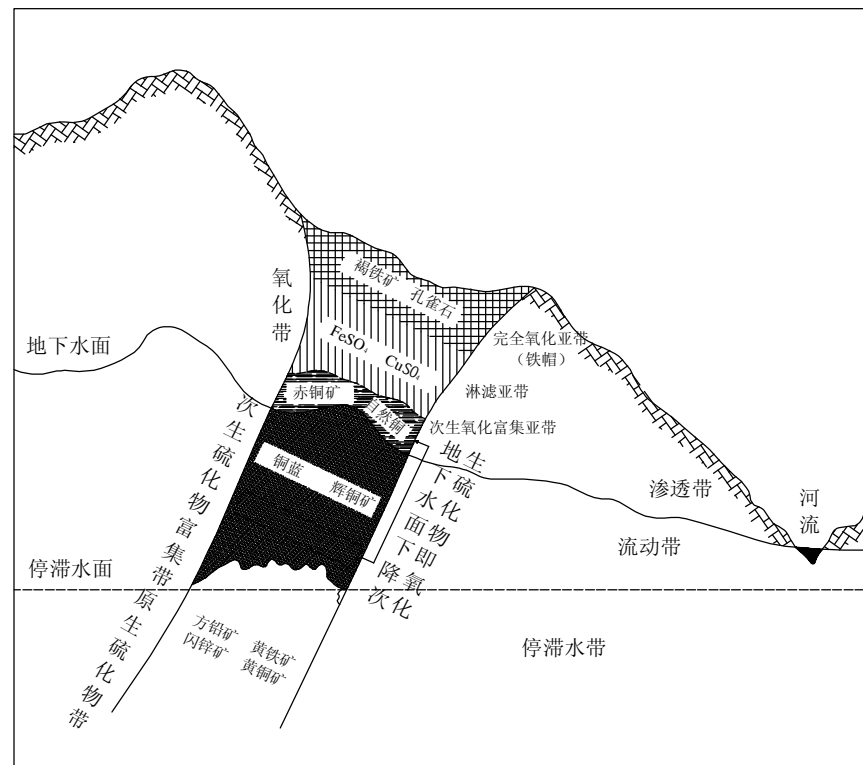 氧化带
褐铁矿
孔雀石
FeSO₄
CuSO₄
完全氧化亚带
（铁帽）
地下水面
赤铜矿
自然铜
淋滤亚带
次生氧化富集亚带
次生硫化物富集带
铜蓝
辉铜矿
地下水面下降次
生硫化物即氧化
渗透带
河流
流动带
停滞水面
原生硫化物带
方铅矿
黄铁矿
闪锌矿
黄铜矿
停滞水带